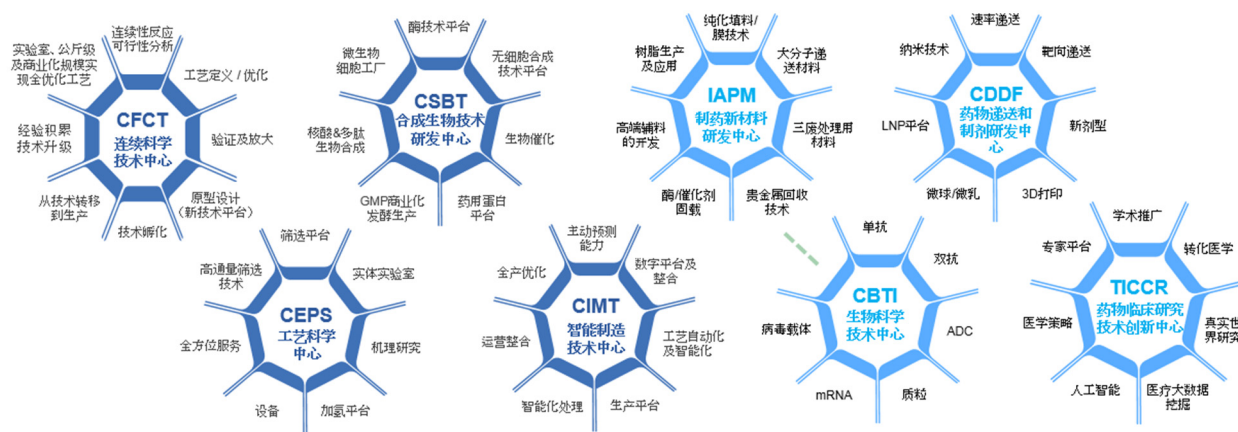 连续性反应
可行性分析
工艺定义 / 优化
验证及放大
原型设计
（新技术平台）
技术孵化
从技术转移
到生产
经验积累
技术升级
实验室、公斤级
及商业化规模实
现全优化工艺
CFCT
连续科学
技术中心
酶技术平台
无细胞合成
技术平台
生物催化
药用蛋白
平台
GMP商业化
发酵生产
核酸&多肽
生物合成
微生物
细胞工厂
CSBT
合成生物技术
研发中心
纯化填料/
膜技术
大分子递
送材料
三废处理用
材料
贵金属回收
技术
酶/催化剂
固载
高端辅料
的开发
树脂生产
及应用
IAPM
制药新材料
研发中心
速率递送
靶向递送
新剂型
3D打印
微球/微乳
LNP平台
纳米技术
CDDF
药物递送和
制剂研发中
心
筛选平台
实体实验室
机理研究
加氢平台
设备
全方位服务
高通量筛选
技术
CEPS
工艺科学
中心
主动预测
能力
数字平台及
整合
工艺自动化
及智能化
生产平台
智能化处理
运营整合
全产优化
CIMT
智能制造
技术中心
单抗
双抗
ADC
质粒
mRNA
病毒载体
CBTI
生物科学
技术中心
学术推广
转化医学
真实世
界研究
医疗大数据
挖掘
人工智能
医学策略
专家平台
TICCR
药物临床研究
技术创新中心